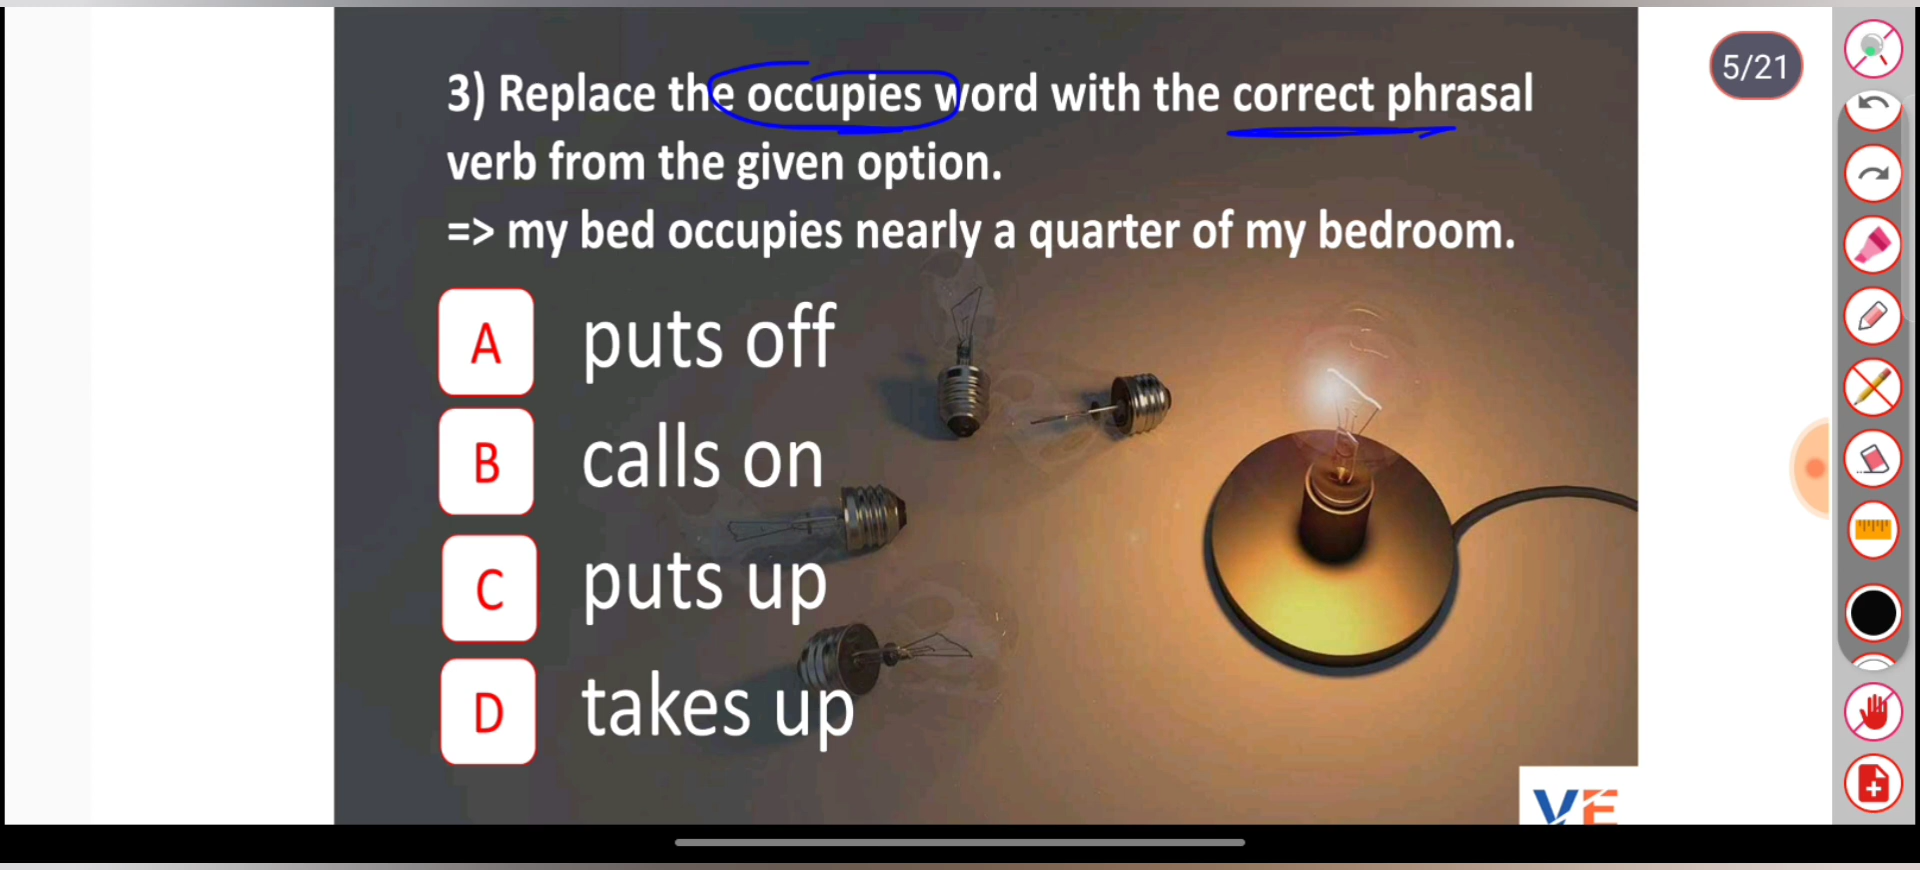 5/21
3) Replace the occupies word with the correct phrasal
verb from the given option.
=> my bed occupies nearly a quarter of my bedroom.
A puts off
B calls on
C puts up
D takes up
VE